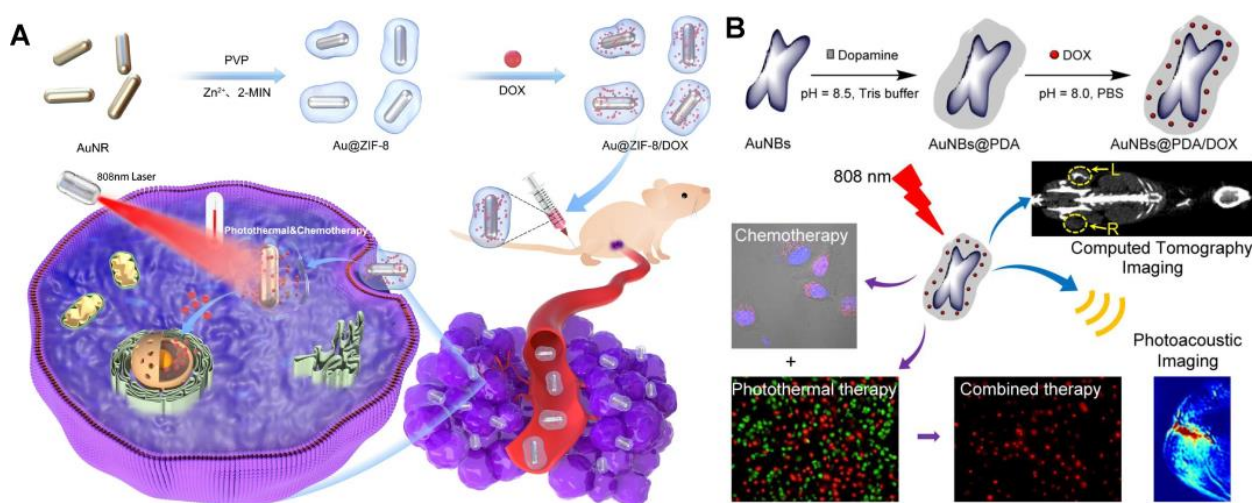 A
PVP
Zn²⁺、2-MIN
DOX
AuNR
Au@ZIF-8
Au@ZIF-8/DOX
808nm Laser
Photothermal&Chemotherapy
B
Dopamine
pH = 8.5, Tris buffer
DOX
pH = 8.0, PBS
AuNBs
AuNBs@PDA
AuNBs@PDA/DOX
808 nm
L
R
Computed Tomography
Imaging
Chemotherapy
+
Photoacoustic
Imaging
Photothermal therapy
Combined therapy